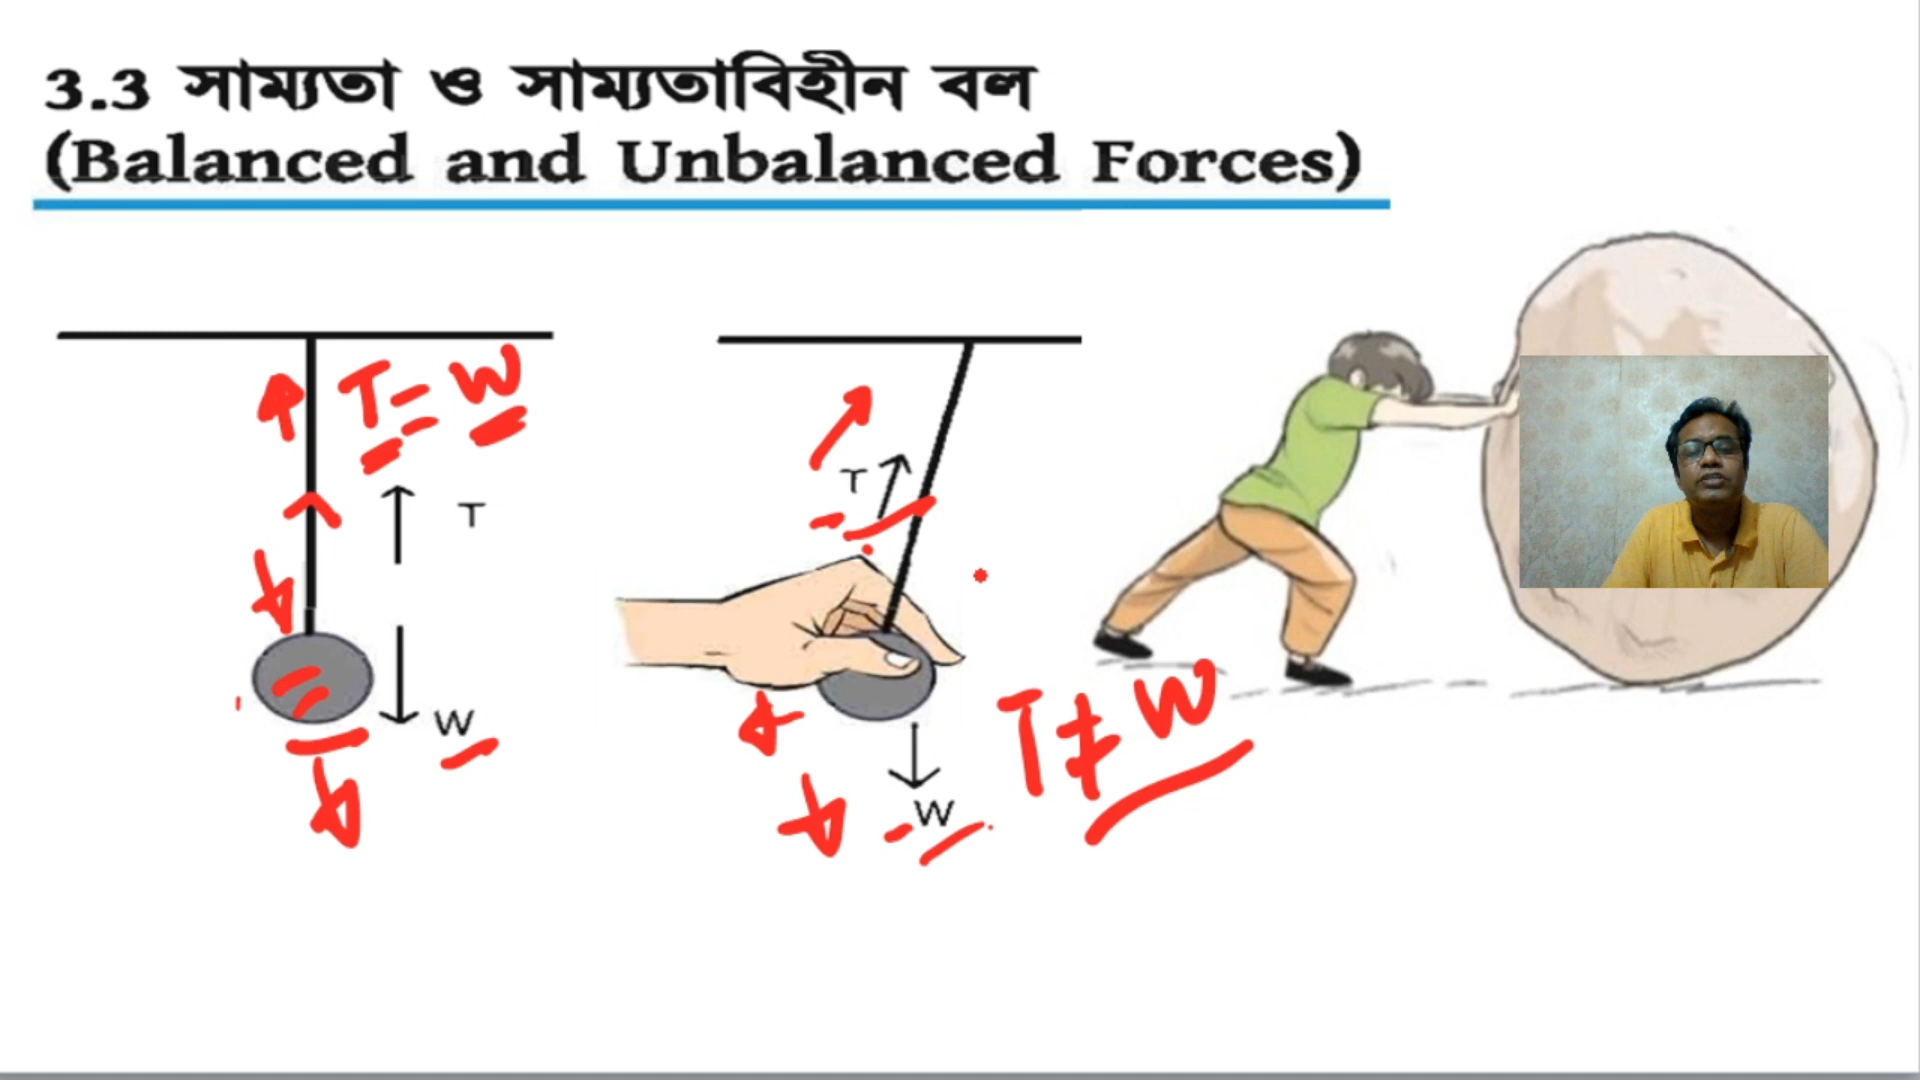 3.3 সাম্যতা ও সাম্যতাবিহীন বল
(Balanced and Unbalanced Forces)
T = W
T
W
T
W
T ≠ W